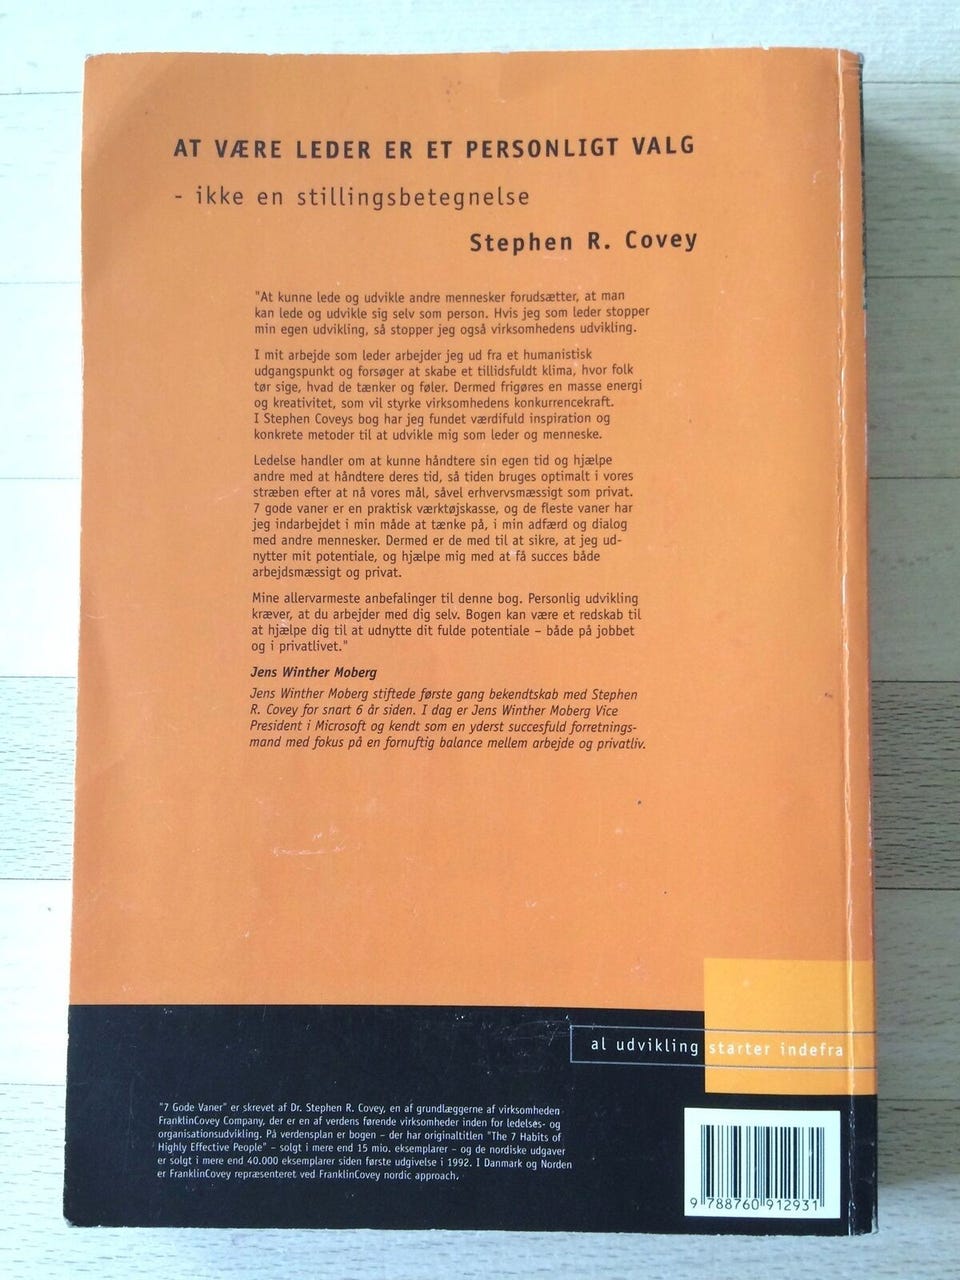 AT VÆRE LEDER ER ET PERSONLIGT VALG
- ikke en stillingsbetegnelse
Stephen R. Covey
"At kunne lede og udvikle andre mennesker forudsætter, at man
kan lede og udvikle sig selv som person. Hvis jeg som leder stopper
min egen udvikling, så stopper jeg også virksomhedens udvikling.
I mit arbejde som leder arbejder jeg ud fra et humanistisk
udgangspunkt og forsøger at skabe et tillidsfuldt klima, hvor folk
tør sige, hvad de tænker og føler. Dermed frigøres en masse energi
og kreativitet, som vil styrke virksomhedens konkurrencekraft.
I Stephen Coveys bog har jeg fundet værdifuld inspiration og
konkrete metoder til at udvikle mig som leder og menneske.
Ledelse handler om at kunne håndtere sin egen tid og hjælpe
andre med at håndtere deres tid, så tiden bruges optimalt i vores
stræben efter at nå vores mål, såvel erhvervsmæssigt som privat.
7 gode vaner er en praktisk værktøjskasse, og de fleste vaner har
jeg indarbejdet i min måde at tænke på, i min adfærd og dialog
med andre mennesker. Dermed er de med til at sikre, at jeg ud-
nytter mit potentiale, og hjælpe mig med at få succes både
arbejdsmæssigt og privat.
Mine allervarmeste anbefalinger til denne bog. Personlig udvikling
kræver, at du arbejder med dig selv. Bogen kan være et redskab til
at hjælpe dig til at udnytte dit fulde potentiale – både på jobbet
og i privatlivet."
Jens Winther Moberg
Jens Winther Moberg stiftede første gang bekendtskab med Stephen
R. Covey for snart 6 år siden. I dag er Jens Winther Moberg Vice
President i Microsoft og kendt som en yderst succesfuld forretnings-
mand med fokus på en fornuftig balance mellem arbejde og privatliv.
al udvikling starter indefra
"7 Gode Vaner" er skrevet af Dr. Stephen R. Covey, en af grundlæggerne af virksomheden
FranklinCovey Company, der er en af verdens førende virksomheder inden for ledelses- og
organisationsudvikling. På verdensplan er bogen - der har originaltitlen "The 7 Habits of
Highly Effective People" - solgt i mere end 15 mio. eksemplarer - og de nordiske udgaver
er solgt i mere end 40.000 eksemplarer siden første udgivelse i 1992. I Danmark og Norden
er FranklinCovey repræsenteret ved FranklinCovey nordic approach.
9 788760 912931